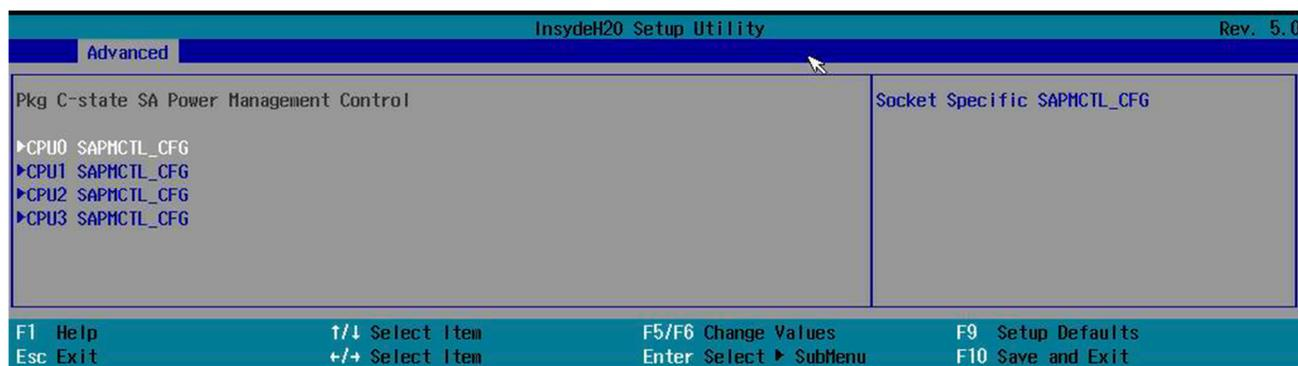 InsydeH20 Setup Utility Rev. 5.0
Advanced
Pkg C-state SA Power Management Control
Socket Specific SAPMCTL_CFG
►CPU0 SAPMCTL_CFG
►CPU1 SAPMCTL_CFG
►CPU2 SAPMCTL_CFG
►CPU3 SAPMCTL_CFG
F1 Help ↑/↓ Select Item F5/F6 Change Values F9 Setup Defaults
Esc Exit ←/→ Select Item Enter Select ► SubMenu F10 Save and Exit